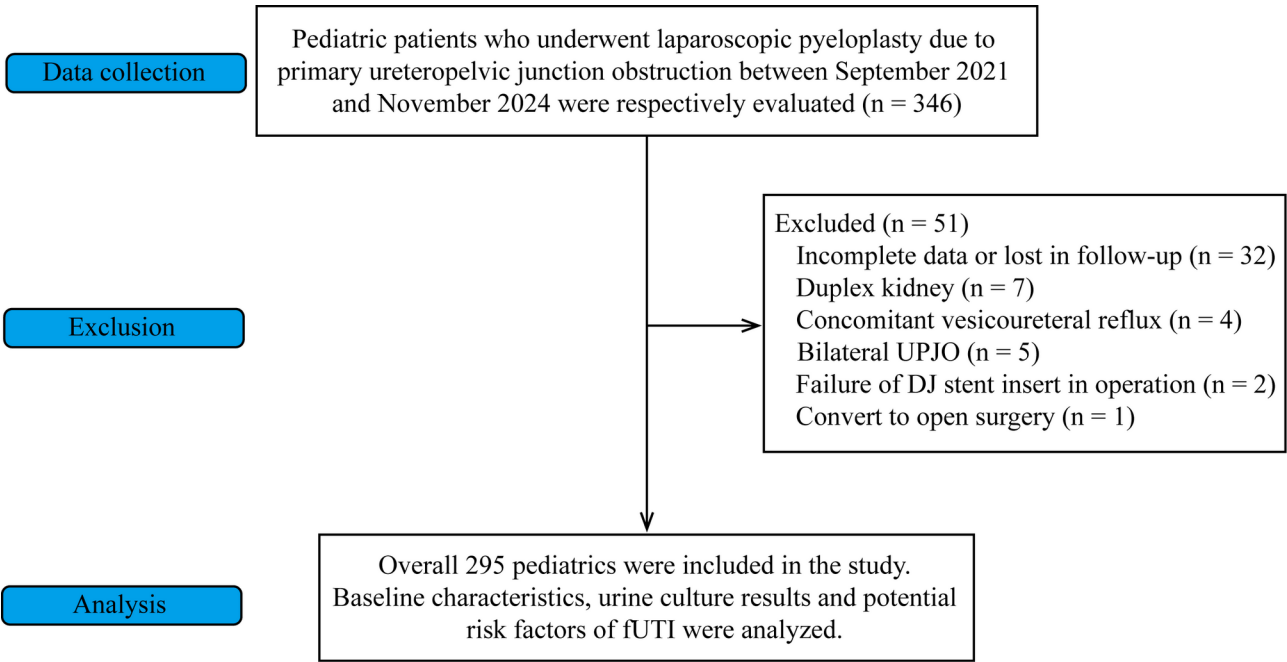 Data collection
Pediatric patients who underwent laparoscopic pyeloplasty due to
primary ureteropelvic junction obstruction between September 2021
and November 2024 were respectively evaluated (n = 346)
Exclusion
Excluded (n = 51)
Incomplete data or lost in follow-up (n = 32)
Duplex kidney (n = 7)
Concomitant vesicoureteral reflux (n = 4)
Bilateral UPJO (n = 5)
Failure of DJ stent insert in operation (n = 2)
Convert to open surgery (n = 1)
Analysis
Overall 295 pediatrics were included in the study.
Baseline characteristics, urine culture results and potential
risk factors of fUTI were analyzed.